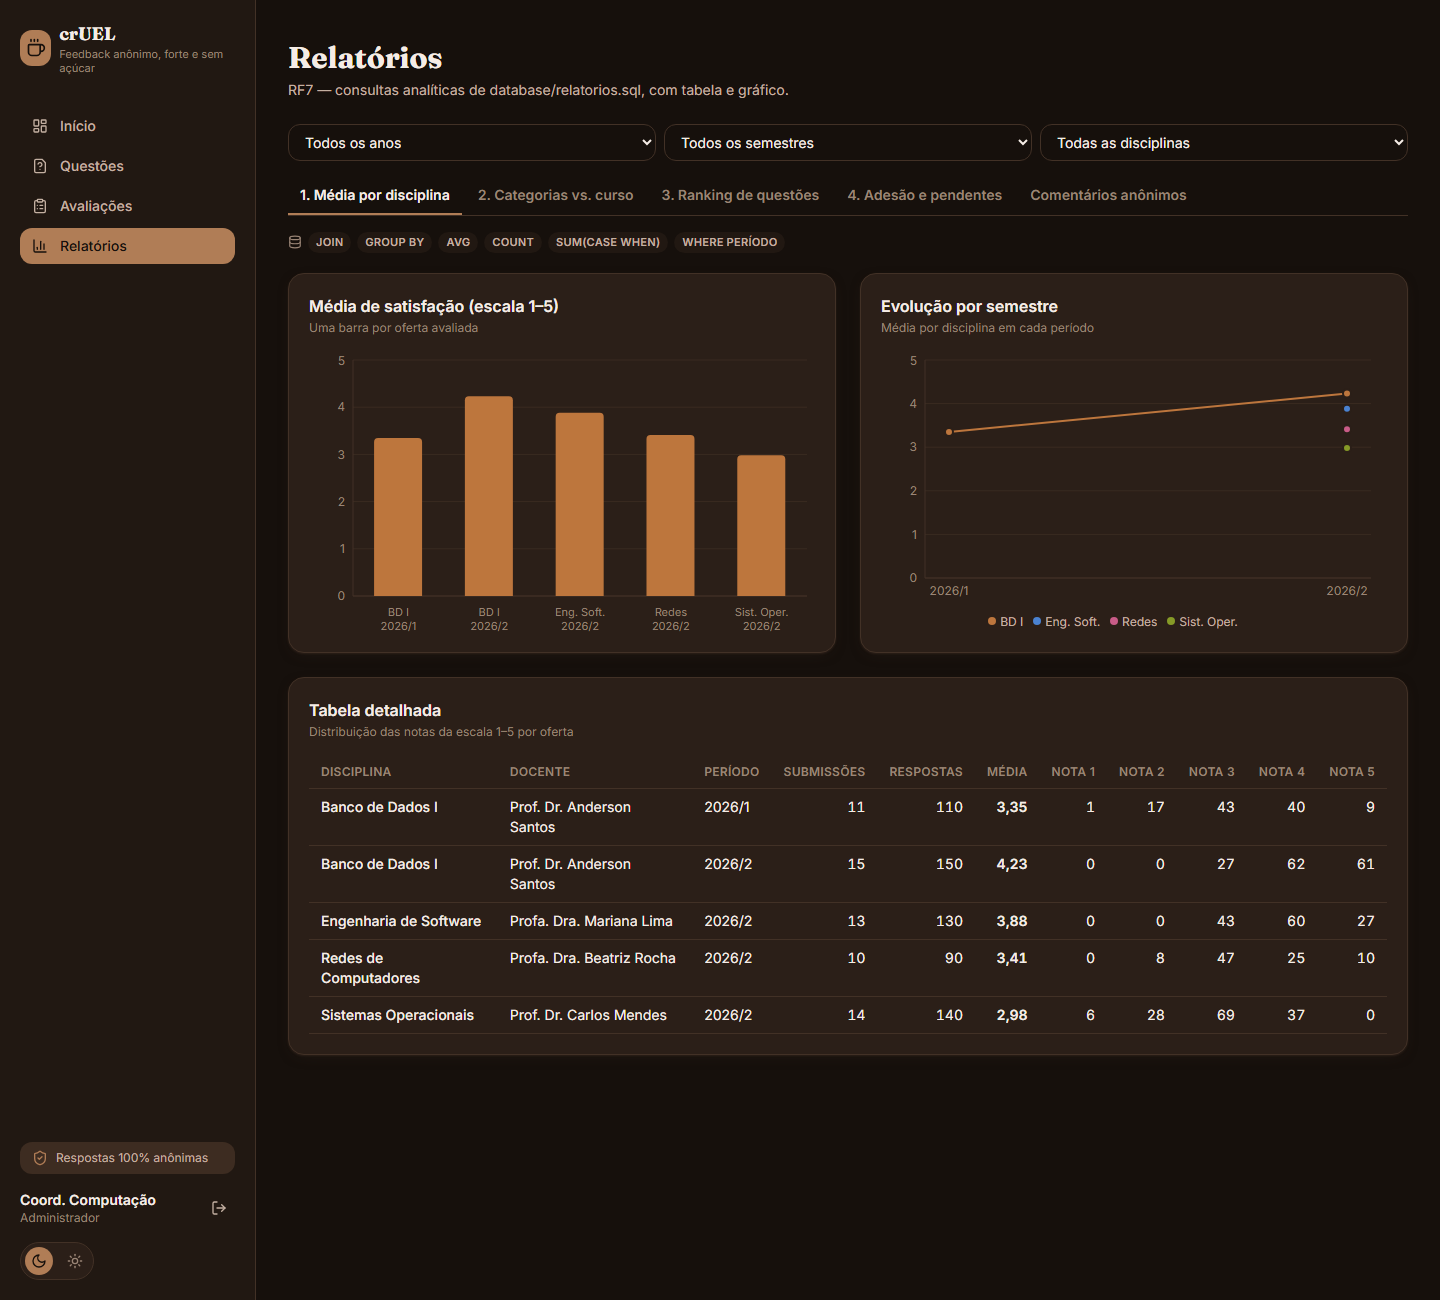 crUEL
Feedback anônimo, forte e sem
açúcar
Início
Questões
Avaliações
Relatórios
Respostas 100% anônimas
Coord. Computação
Administrador
Relatórios
RF7 — consultas analíticas de database/relatorios.sql, com tabela e gráfico.
Todos os anos Todos os semestres Todas as disciplinas
1. Média por disciplina 2. Categorias vs. curso 3. Ranking de questões 4. Adesão e pendentes Comentários anônimos
JOIN GROUP BY AVG COUNT SUM(CASE WHEN) WHERE PERÍODO
Média de satisfação (escala 1–5)
Uma barra por oferta avaliada
5
4
3
2
1
0
BD I BD I Eng. Soft. Redes Sist. Oper.
2026/1 2026/2 2026/2 2026/2 2026/2
Evolução por semestre
Média por disciplina em cada período
5
4
3
2
1
0
2026/1 2026/2
BD I Eng. Soft. Redes Sist. Oper.
Tabela detalhada
Distribuição das notas da escala 1–5 por oferta
DISCIPLINA DOCENTE PERÍODO SUBMISSÕES RESPOSTAS MÉDIA NOTA 1 NOTA 2 NOTA 3 NOTA 4 NOTA 5
Banco de Dados I Prof. Dr. Anderson 2026/1 11 110 3,35 1 17 43 40 9
Santos
Banco de Dados I Prof. Dr. Anderson 2026/2 15 150 4,23 0 0 27 62 61
Santos
Engenharia de Software Profa. Dra. Mariana Lima 2026/2 13 130 3,88 0 0 43 60 27
Redes de Profa. Dra. Beatriz Rocha 2026/2 10 90 3,41 0 8 47 25 10
Computadores
Sistemas Operacionais Prof. Dr. Carlos Mendes 2026/2 14 140 2,98 6 28 69 37 0